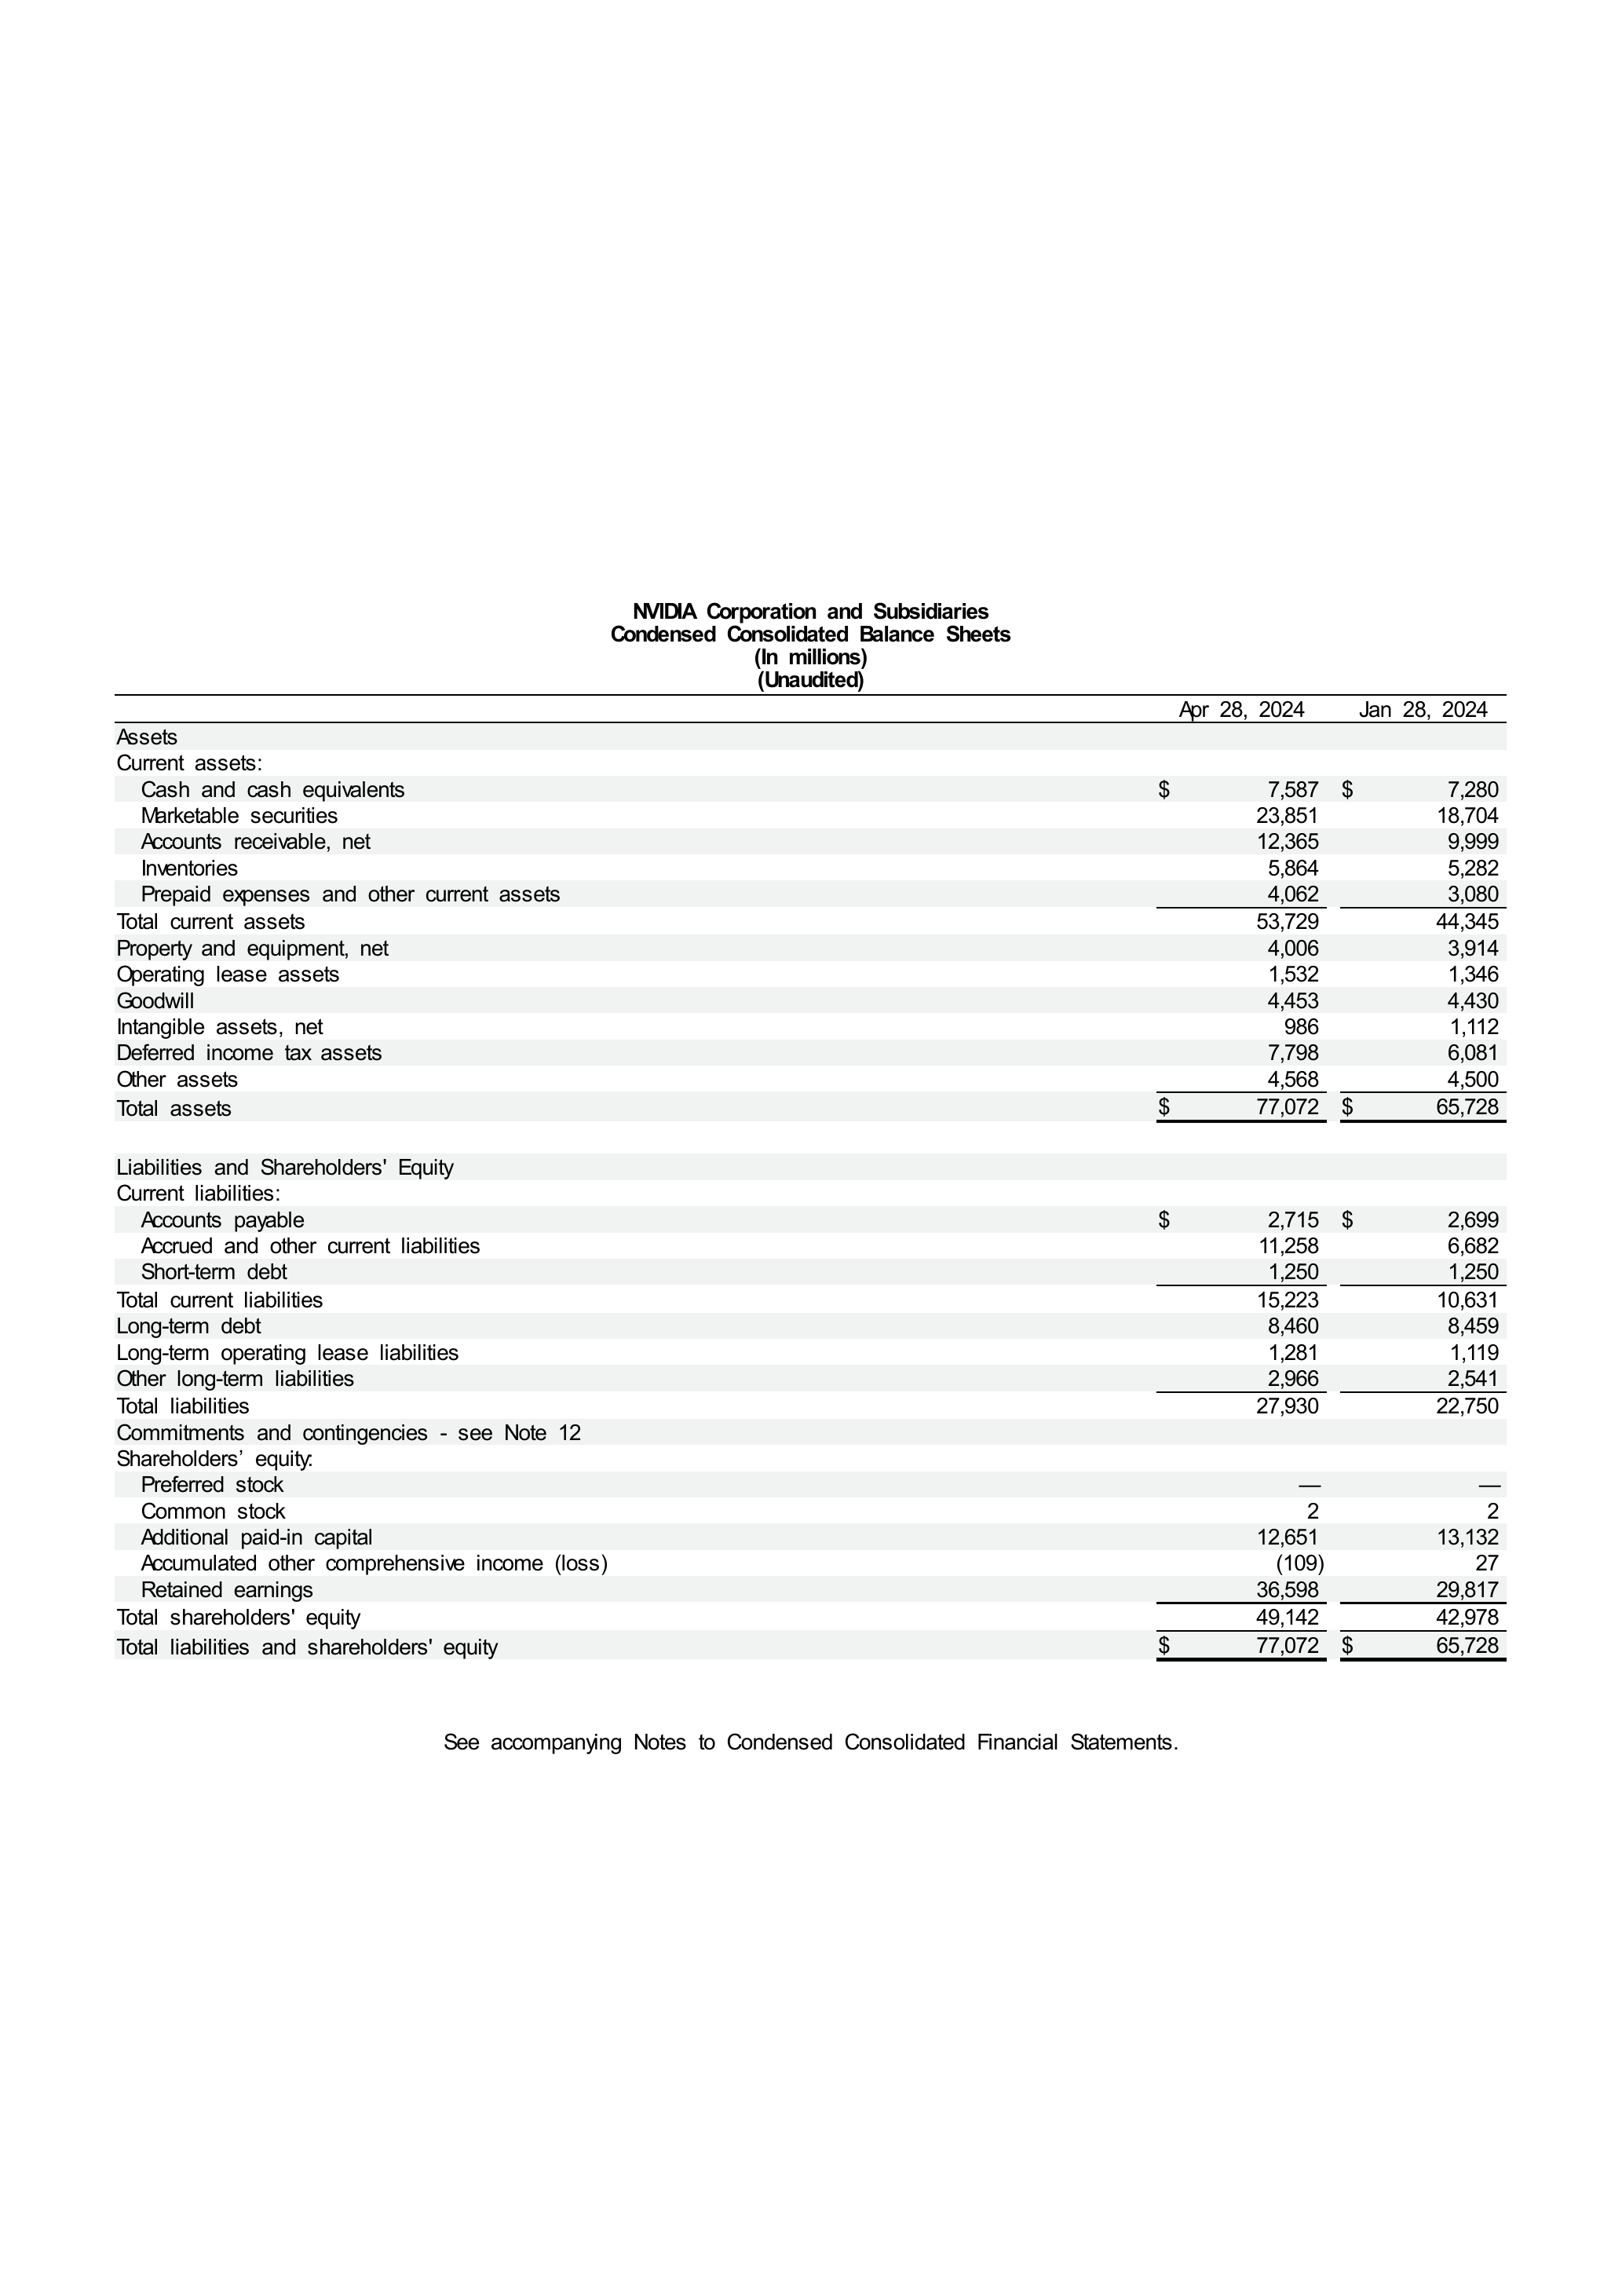 NVIDIA Corporation and Subsidiaries
Condensed Consolidated Balance Sheets
(In millions)
(Unaudited)
Apr 28, 2024 Jan 28, 2024
Assets
Current assets:
Cash and cash equivalents $ 7,587 $ 7,280
Marketable securities 23,851 18,704
Accounts receivable, net 12,365 9,999
Inventories 5,864 5,282
Prepaid expenses and other current assets 4,062 3,080
Total current assets 53,729 44,345
Property and equipment, net 4,006 3,914
Operating lease assets 1,532 1,346
Goodwill 4,453 4,430
Intangible assets, net 986 1,112
Deferred income tax assets 7,798 6,081
Other assets 4,568 4,500
Total assets $ 77,072 $ 65,728
Liabilities and Shareholders' Equity
Current liabilities:
Accounts payable $ 2,715 $ 2,699
Accrued and other current liabilities 11,258 6,682
Short-term debt 1,250 1,250
Total current liabilities 15,223 10,631
Long-term debt 8,460 8,459
Long-term operating lease liabilities 1,281 1,119
Other long-term liabilities 2,966 2,541
Total liabilities 27,930 22,750
Commitments and contingencies - see Note 12
Shareholders’ equity:
Preferred stock — —
Common stock 2 2
Additional paid-in capital 12,651 13,132
Accumulated other comprehensive income (loss) (109) 27
Retained earnings 36,598 29,817
Total shareholders' equity 49,142 42,978
Total liabilities and shareholders' equity $ 77,072 $ 65,728
See accompanying Notes to Condensed Consolidated Financial Statements.